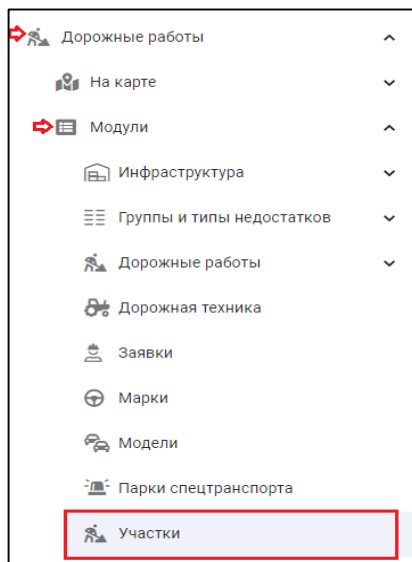 Дорожные работы
На карте
Модули
Инфраструктура
Группы и типы недостатков
Дорожные работы
Дорожная техника
Заявки
Марки
Модели
Парки спецтранспорта
Участки